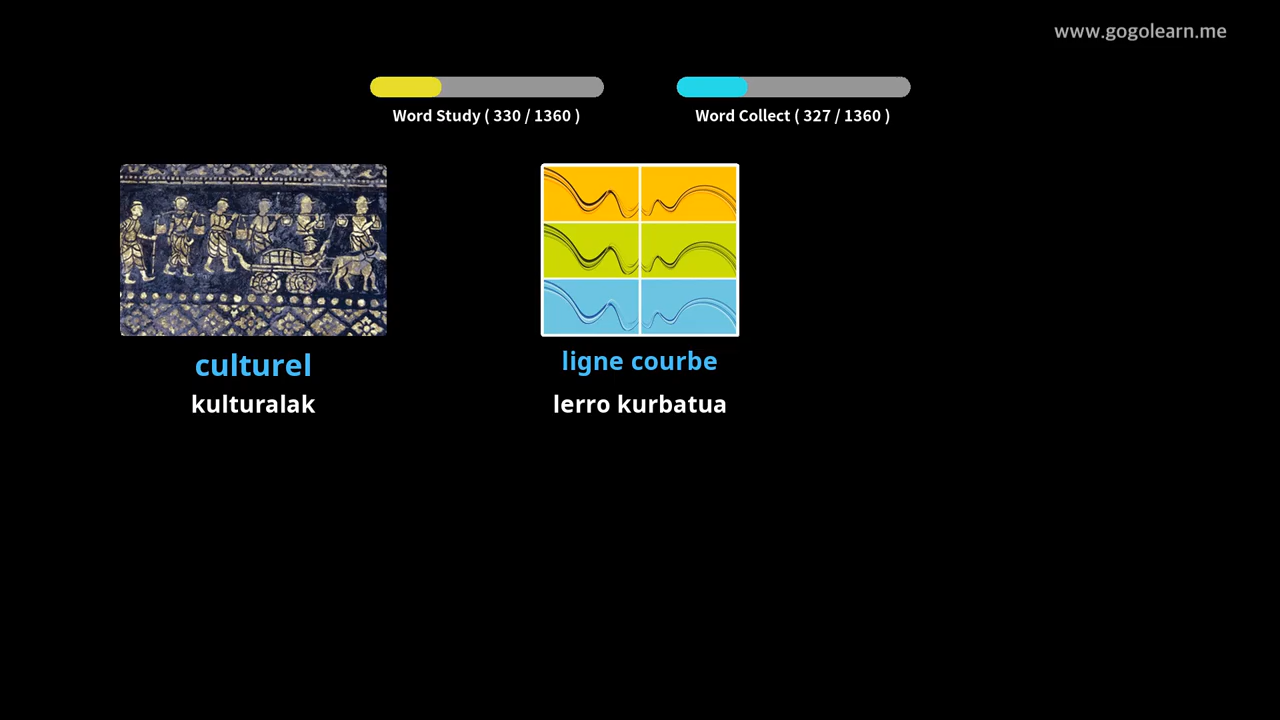 www.gogolearn.me
Word Study ( 330 / 1360 )
Word Collect ( 327 / 1360 )
culturel
kulturalak
ligne courbe
lerro kurbatua